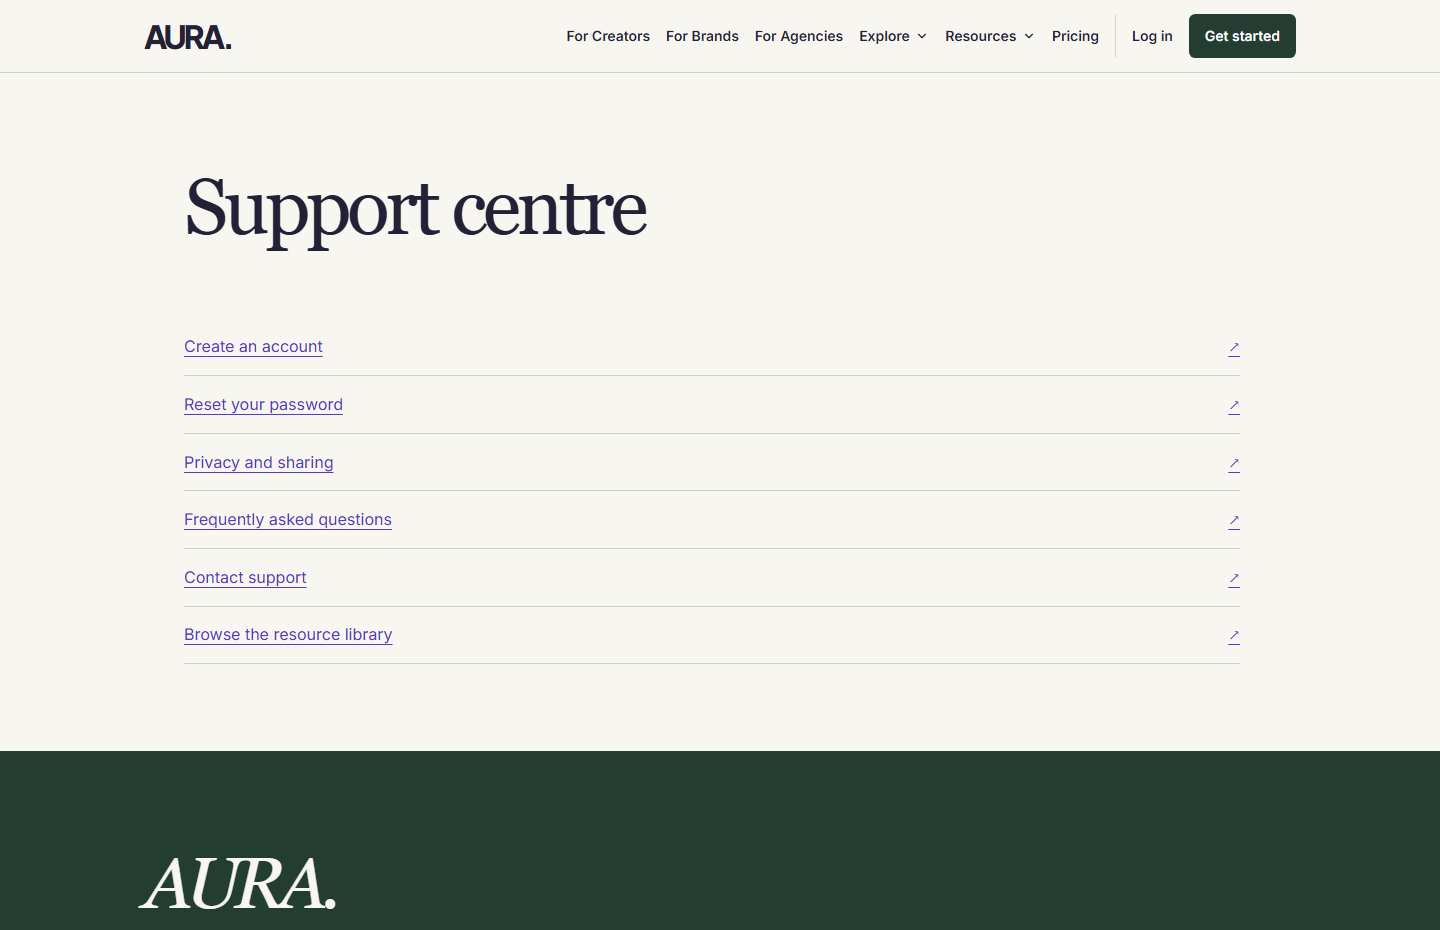 AURA.
For Creators
For Brands
For Agencies
Explore
Resources
Pricing
Log in
Get started
Support centre
Create an account ↗
Reset your password ↗
Privacy and sharing ↗
Frequently asked questions ↗
Contact support ↗
Browse the resource library ↗
AURA.